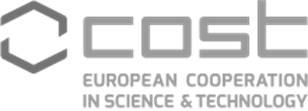 cost
EUROPEAN COOPERATION
IN SCIENCE & TECHNOLOGY